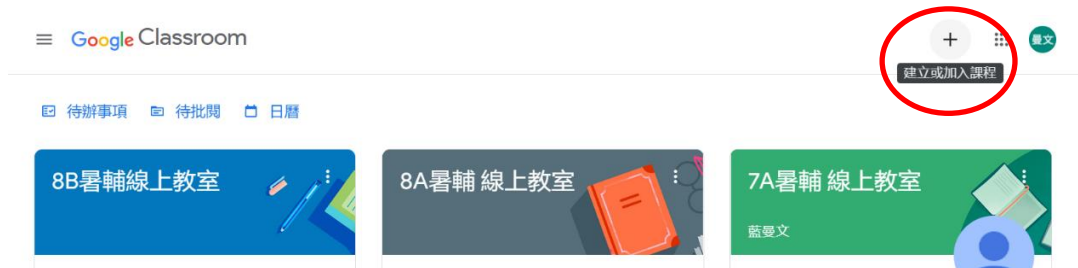 Google Classroom
曼文
建立或加入課程
待辦事項 待批閱 日曆
8B暑輔線上教室
8A暑輔 線上教室
7A暑輔 線上教室
藍曼文